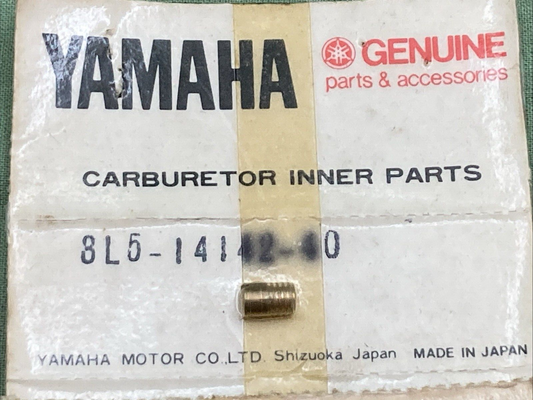 YAMAHA
GENUINE
parts & accessories
CARBURETOR INNER PARTS
8L5-14142-40
YAMAHA MOTOR CO.,LTD. Shizuoka Japan MADE IN JAPAN